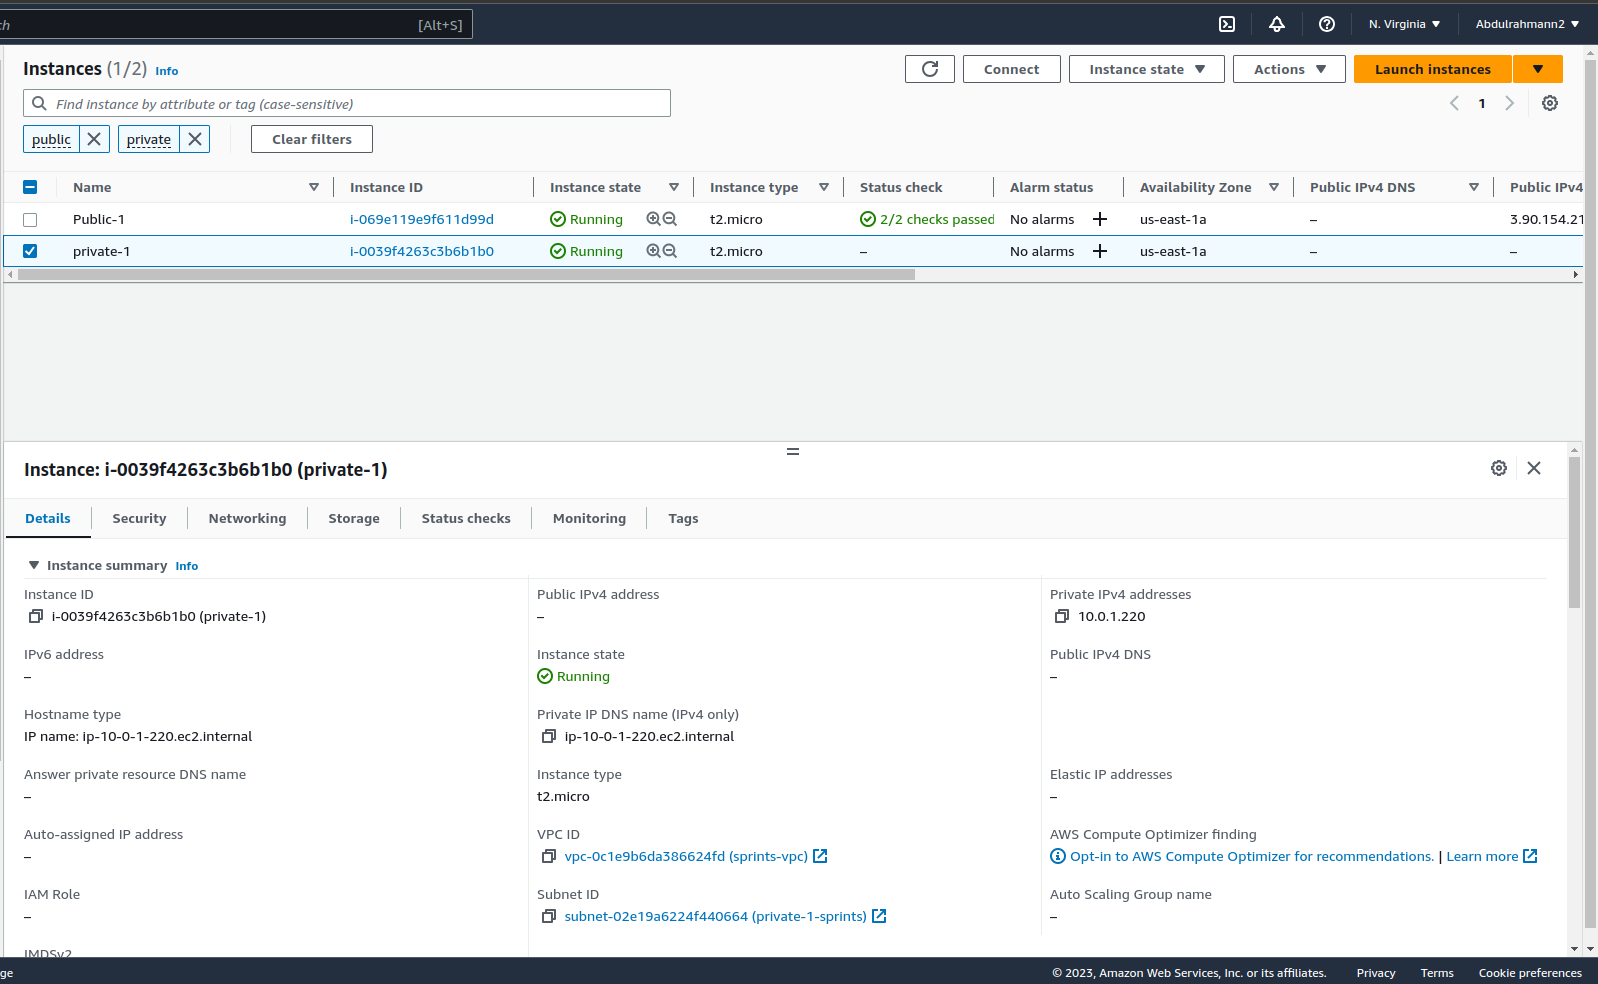 ch [Alt+S] N. Virginia Abdulrahmann2
Instances (1/2) Info Connect Instance state Actions Launch instances
Find instance by attribute or tag (case-sensitive) 1
public private Clear filters
Name Instance ID Instance state Instance type Status check Alarm status Availability Zone Public IPv4 DNS Public IPv4
Public-1 i-069e119e9f611d99d Running t2.micro 2/2 checks passed No alarms + us-east-1a – 3.90.154.21
private-1 i-0039f4263c3b6b1b0 Running t2.micro – No alarms + us-east-1a – –
Instance: i-0039f4263c3b6b1b0 (private-1)
Details Security Networking Storage Status checks Monitoring Tags
Instance summary Info
Instance ID Public IPv4 address Private IPv4 addresses
i-0039f4263c3b6b1b0 (private-1) – 10.0.1.220
IPv6 address Instance state Public IPv4 DNS
– Running –
Hostname type Private IP DNS name (IPv4 only)
IP name: ip-10-0-1-220.ec2.internal ip-10-0-1-220.ec2.internal
Answer private resource DNS name Instance type Elastic IP addresses
– t2.micro –
Auto-assigned IP address VPC ID AWS Compute Optimizer finding
– vpc-0c1e9b6da386624fd (sprints-vpc) Opt-in to AWS Compute Optimizer for recommendations. | Learn more
IAM Role Subnet ID Auto Scaling Group name
– subnet-02e19a6224f440664 (private-1-sprints) –
IMDSv2
ge © 2023, Amazon Web Services, Inc. or its affiliates. Privacy Terms Cookie preferences